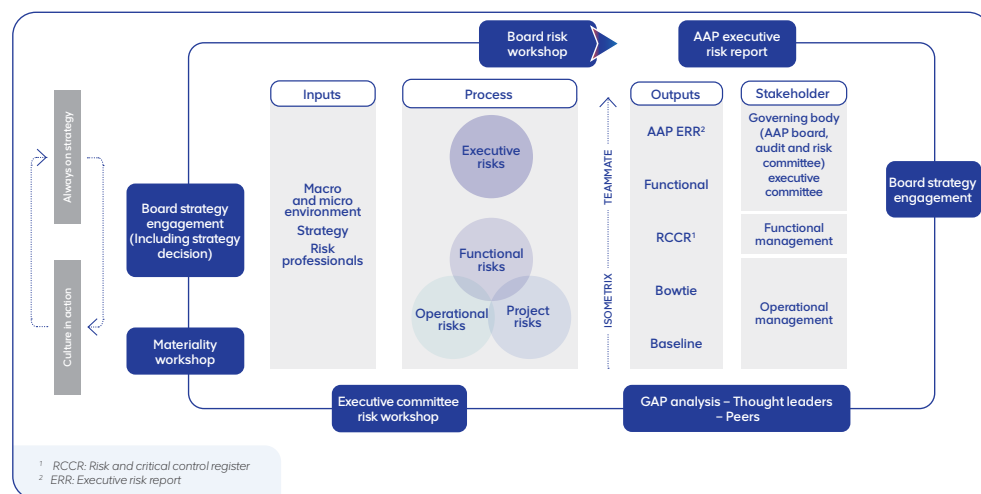 Board risk
workshop
AAP executive
risk report
Inputs
Process
Outputs
Stakeholder
Always on strategy
Culture in action
Board strategy
engagement
(Including strategy
decision)
Materiality
workshop
Macro
and micro
environment
Strategy
Risk
professionals
Executive
risks
Functional
risks
Operational
risks
Project
risks
TEAMMATE
ISOMETRIX
AAP ERR²
Functional
RCCR¹
Bowtie
Baseline
Governing body
(AAP board,
audit and risk
committee)
executive
committee
Functional
management
Operational
management
Board strategy
engagement
Executive committee
risk workshop
GAP analysis – Thought leaders
– Peers
¹ RCCR: Risk and critical control register
² ERR: Executive risk report